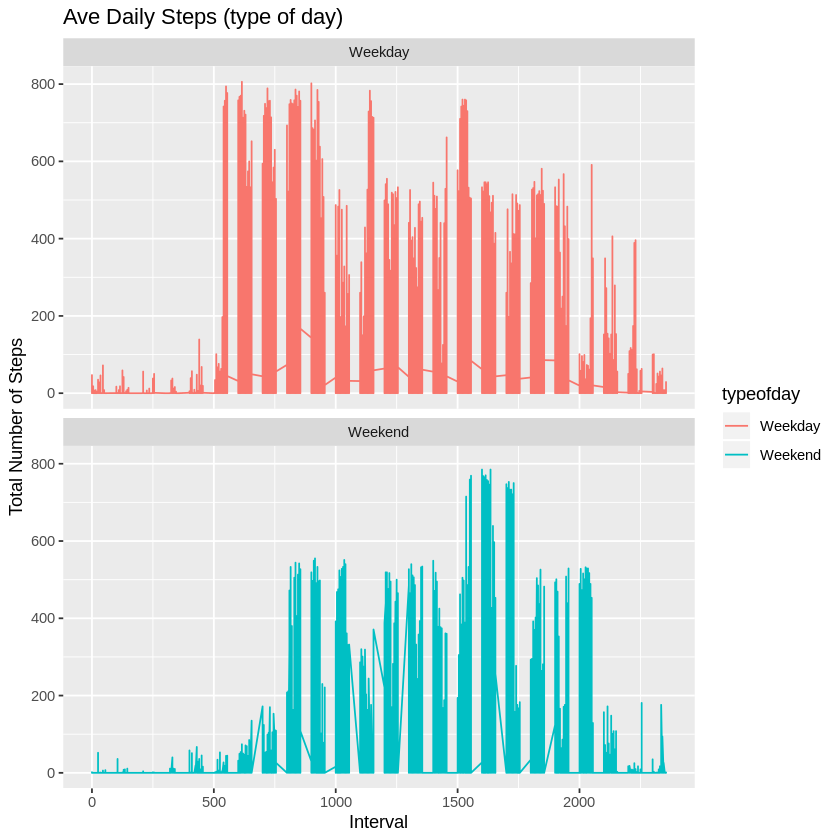 Ave Daily Steps (type of day)
Weekday
800
600
400
200
0
Weekend
800
600
400
200
0
0 500 1000 1500 2000
Interval
Total Number of Steps
typeofday
Weekday
Weekend